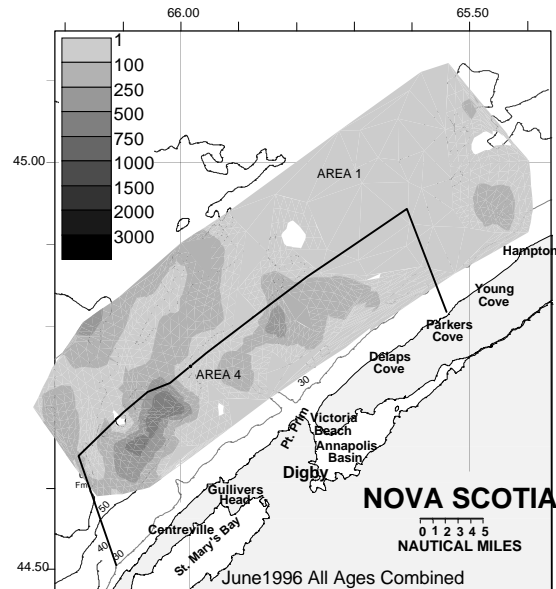 66.00
65.50
1
100
250
500
750
1000
1500
2000
3000
45.00
AREA 1
Hampton
Young
Cove
Parkers
Cove
Delaps
Cove
AREA 4
30
Pt. Prim
Victoria
Beach
Annapolis
Basin
Digby
Gullivers
Head
NOVA SCOTIA
50
Centreville
St. Mary's Bay
0 1 2 3 4 5
NAUTICAL MILES
40
30
44.50
June1996 All Ages Combined